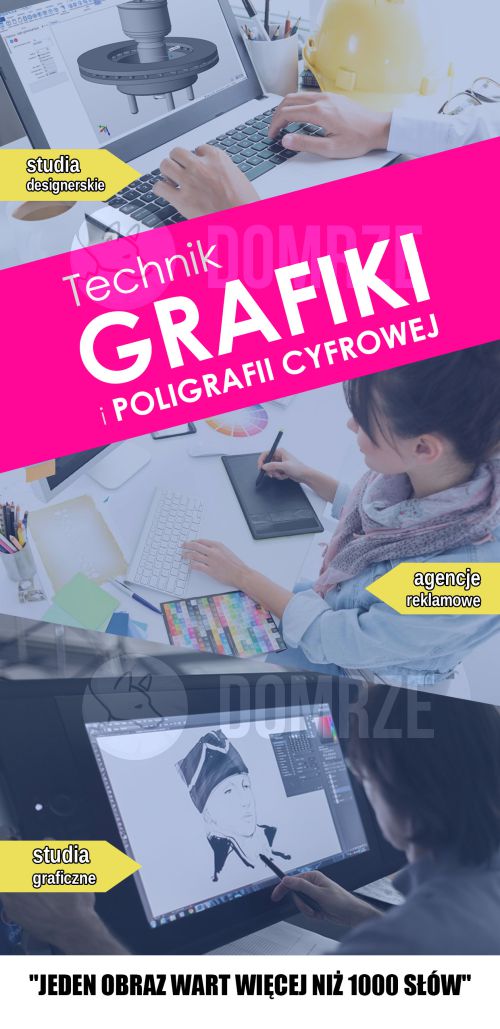 studia
designerskie
DOMRZE
Technik
GRAFIKI
i POLIGRAFII CYFROWEJ
agencje
reklamowe
DOMRZE
studia
graficzne
"JEDEN OBRAZ WART WIĘCEJ NIŻ 1000 SŁÓW"